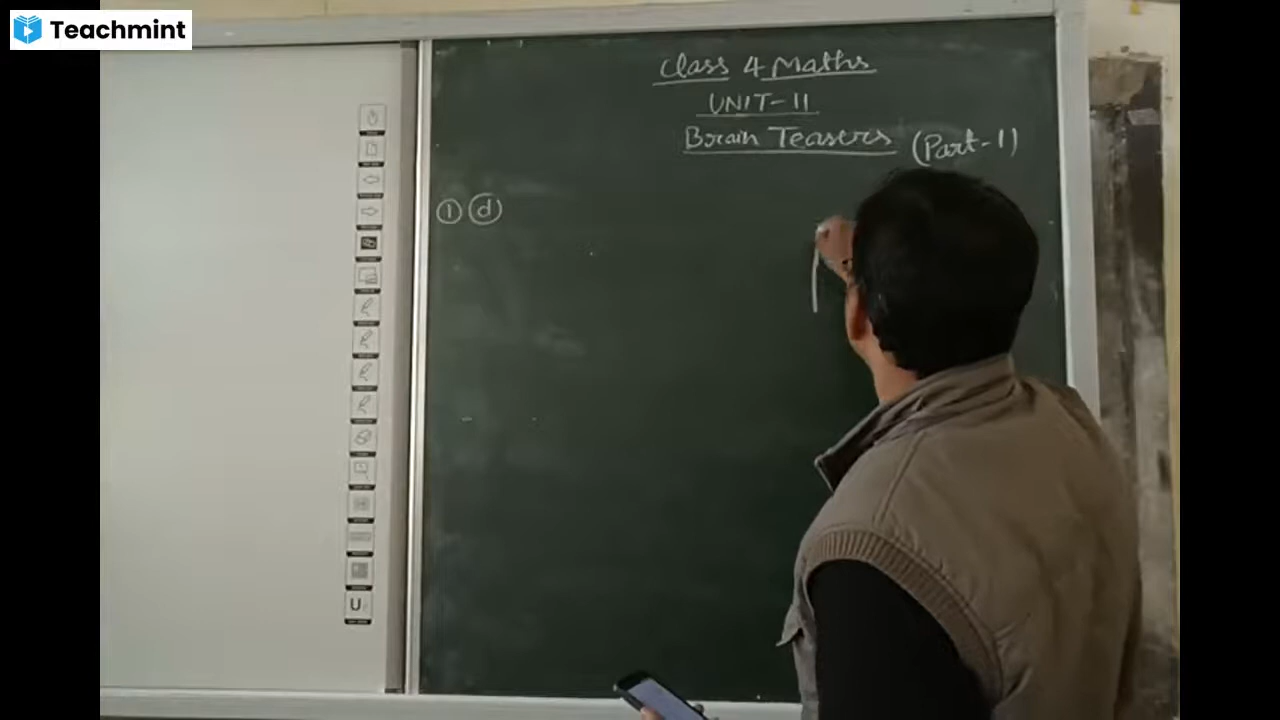 Teachmint
Class 4 Maths
UNIT-11
Brain Teasers (Part-1)
① ⓓ
U